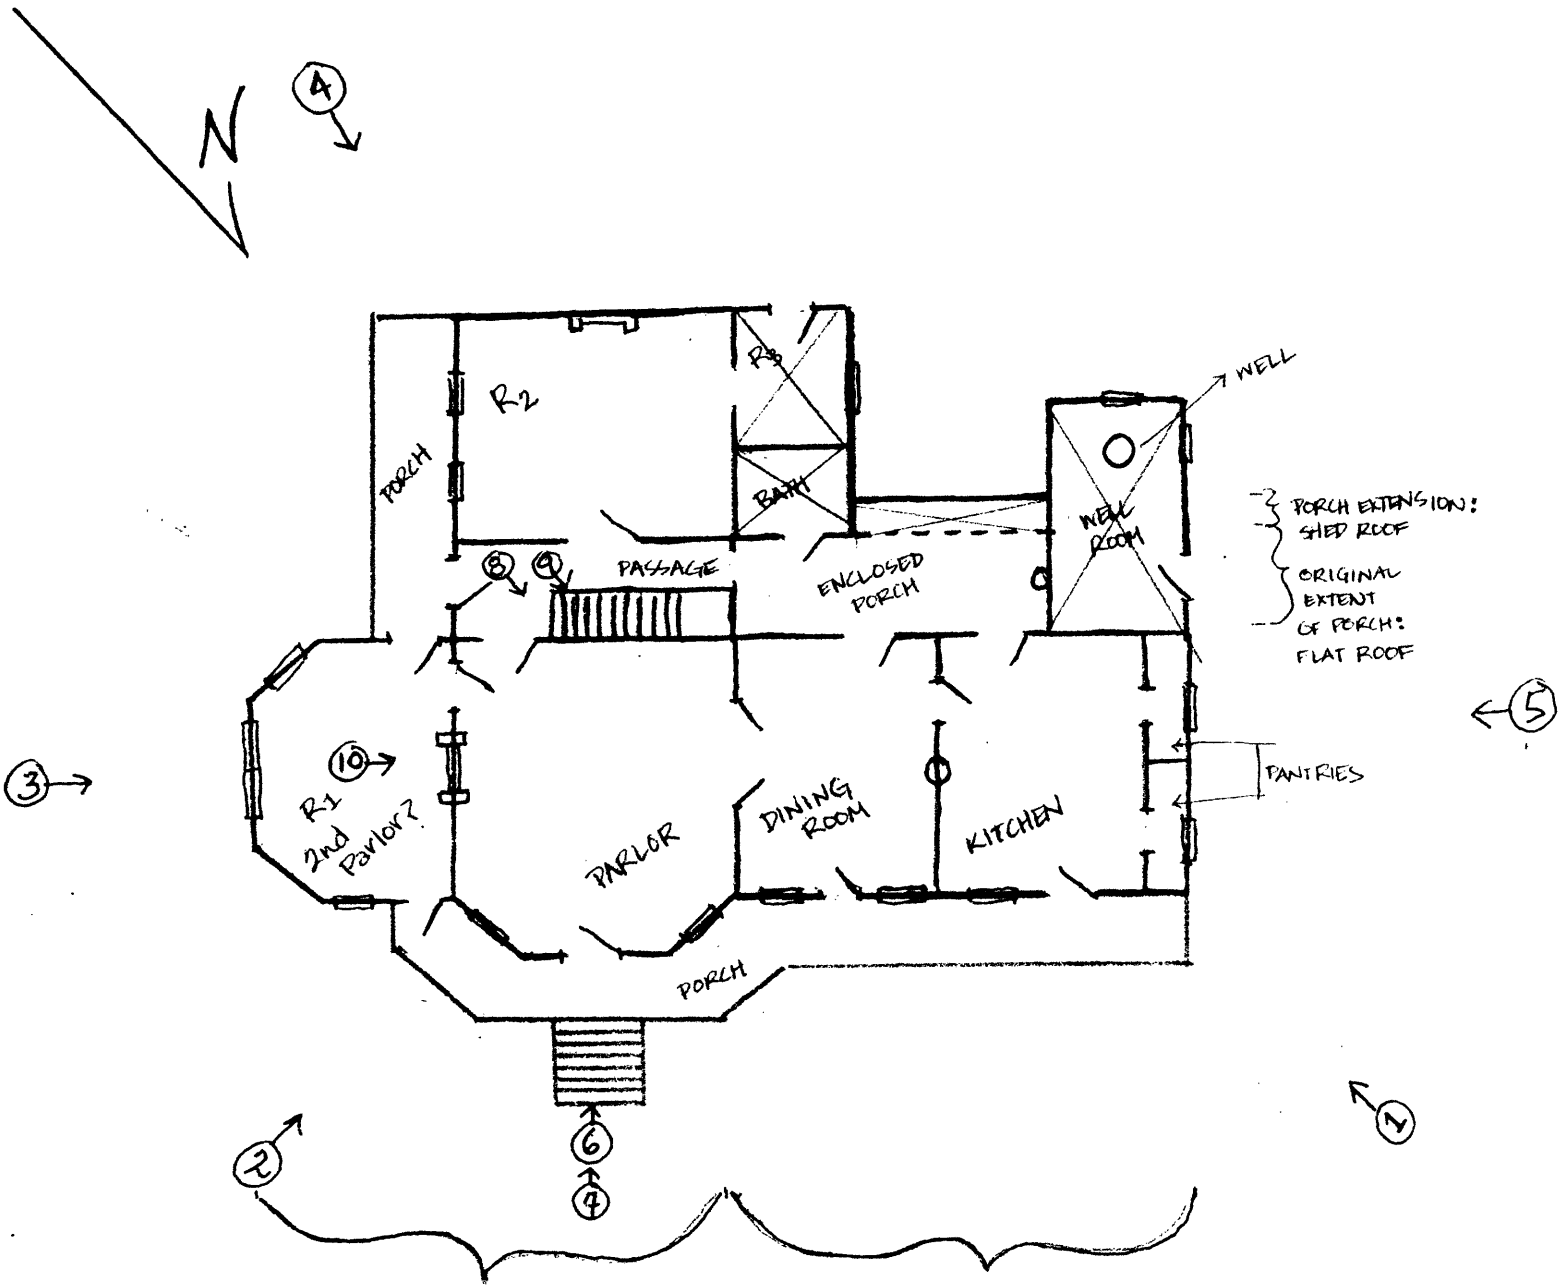 N
4
WELL
R3
R2
PORCH
BATH
WELL
ROOM
PORCH EXTENSION:
SHED ROOF
ORIGINAL
EXTENT
OF PORCH:
FLAT ROOF
8
9
PASSAGE
ENCLOSED
PORCH
5
3
10
R1
2nd
Parlor?
PARLOR
DINING
ROOM
KITCHEN
PANTRIES
PORCH
1
2
6
7